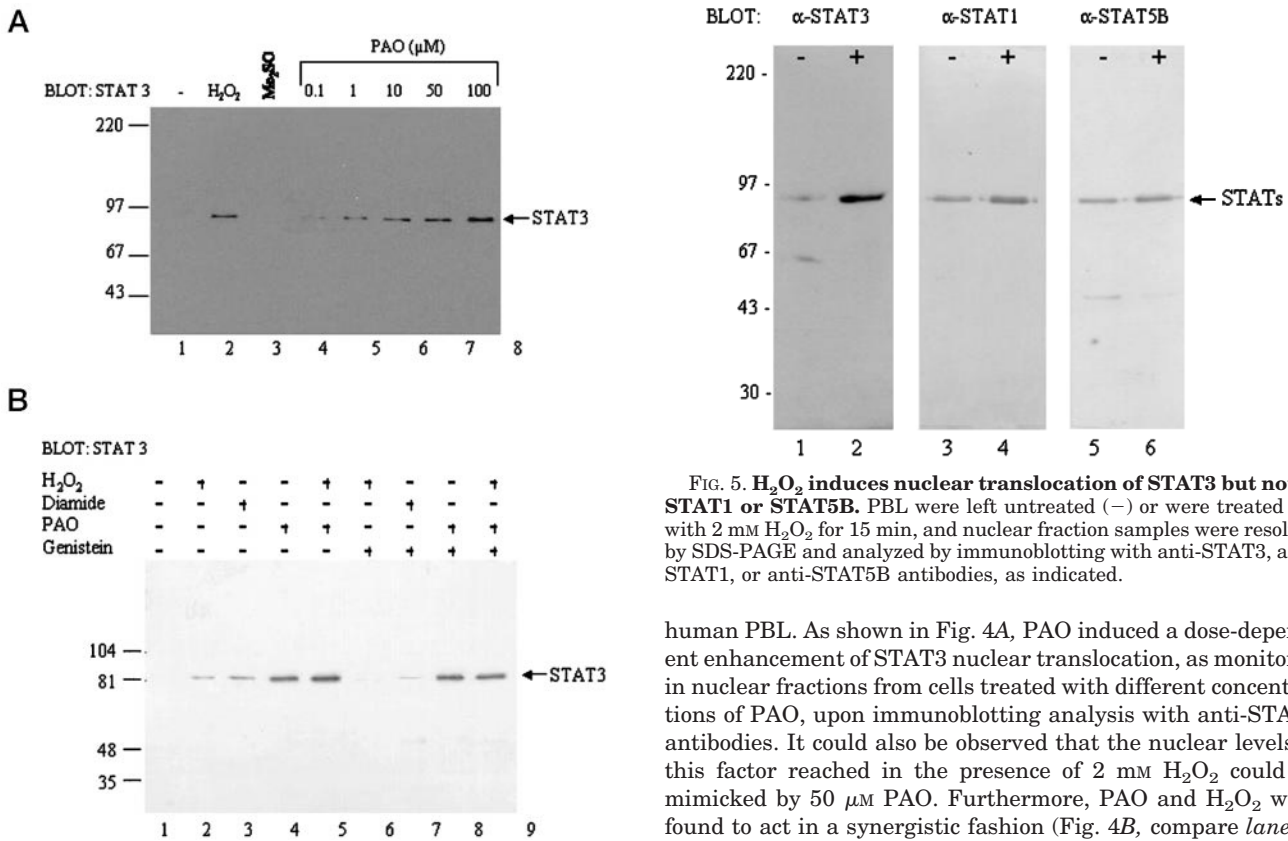 A
PAO (µM)
BLOT: STAT 3 - H₂O₂ Me₂SO 0.1 1 10 50 100
220
97
67
43
STAT3
1 2 3 4 5 6 7 8
B
BLOT: STAT 3
H₂O₂ - + - - + + - - +
Diamide - - + - - - + - -
PAO - - - + + - - + +
Genistein - - - - - + + + +
104
81
48
35
STAT3
1 2 3 4 5 6 7 8 9
BLOT: α-STAT3 α-STAT1 α-STAT5B
- + - + - +
220 -
97 -
67 -
43 -
30 -
STATs
1 2 3 4 5 6
FIG. 5. H₂O₂ induces nuclear translocation of STAT3 but no
STAT1 or STAT5B. PBL were left untreated (−) or were treated
with 2 mM H₂O₂ for 15 min, and nuclear fraction samples were resol
by SDS-PAGE and analyzed by immunoblotting with anti-STAT3, a
STAT1, or anti-STAT5B antibodies, as indicated.
human PBL. As shown in Fig. 4A, PAO induced a dose-depen
ent enhancement of STAT3 nuclear translocation, as monitor
in nuclear fractions from cells treated with different concent
tions of PAO, upon immunoblotting analysis with anti-STA
antibodies. It could also be observed that the nuclear levels
this factor reached in the presence of 2 mM H₂O₂ could
mimicked by 50 µM PAO. Furthermore, PAO and H₂O₂ w
found to act in a synergistic fashion (Fig. 4B, compare lane